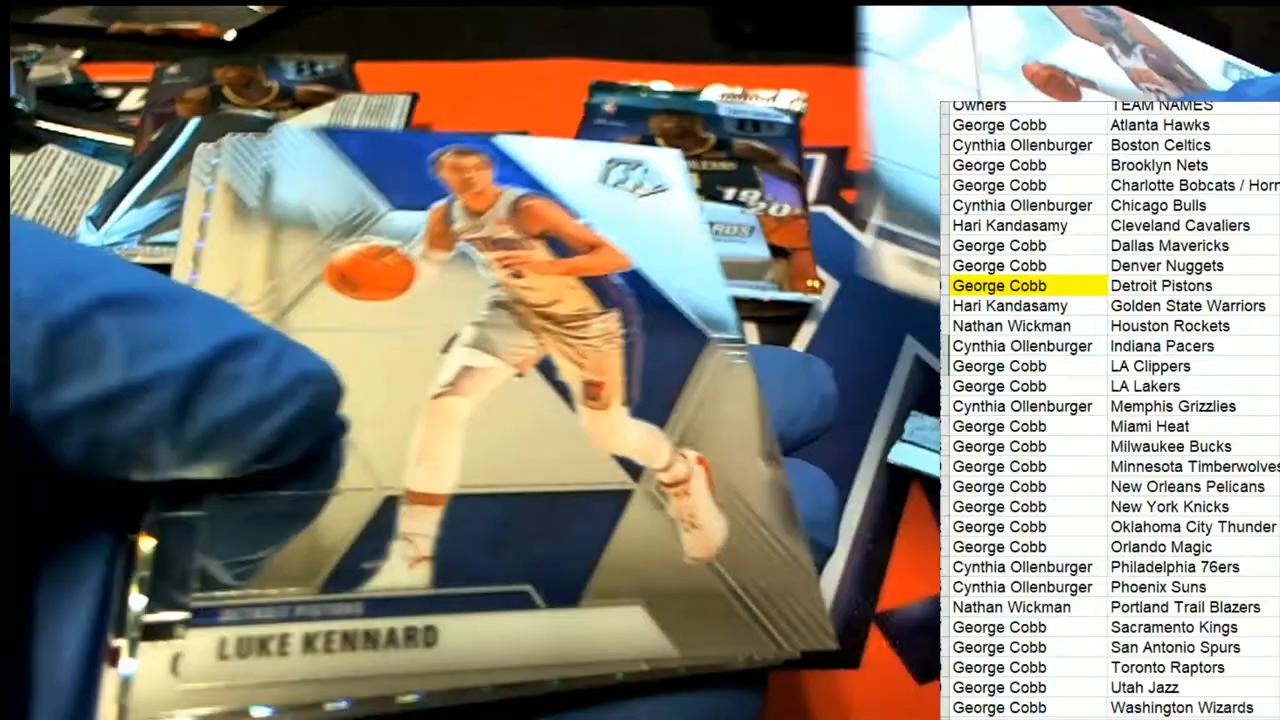 Owners TEAM NAMES
George Cobb Atlanta Hawks
Cynthia Ollenburger Boston Celtics
George Cobb Brooklyn Nets
George Cobb Charlotte Bobcats / Horn
Cynthia Ollenburger Chicago Bulls
Hari Kandasamy Cleveland Cavaliers
George Cobb Dallas Mavericks
George Cobb Denver Nuggets
George Cobb Detroit Pistons
Hari Kandasamy Golden State Warriors
Nathan Wickman Houston Rockets
Cynthia Ollenburger Indiana Pacers
George Cobb LA Clippers
George Cobb LA Lakers
Cynthia Ollenburger Memphis Grizzlies
George Cobb Miami Heat
George Cobb Milwaukee Bucks
George Cobb Minnesota Timberwolves
George Cobb New Orleans Pelicans
George Cobb New York Knicks
George Cobb Oklahoma City Thunder
George Cobb Orlando Magic
Cynthia Ollenburger Philadelphia 76ers
Cynthia Ollenburger Phoenix Suns
Nathan Wickman Portland Trail Blazers
George Cobb Sacramento Kings
George Cobb San Antonio Spurs
George Cobb Toronto Raptors
George Cobb Utah Jazz
George Cobb Washington Wizards
19
20
DETROIT PISTONS
LUKE KENNARD